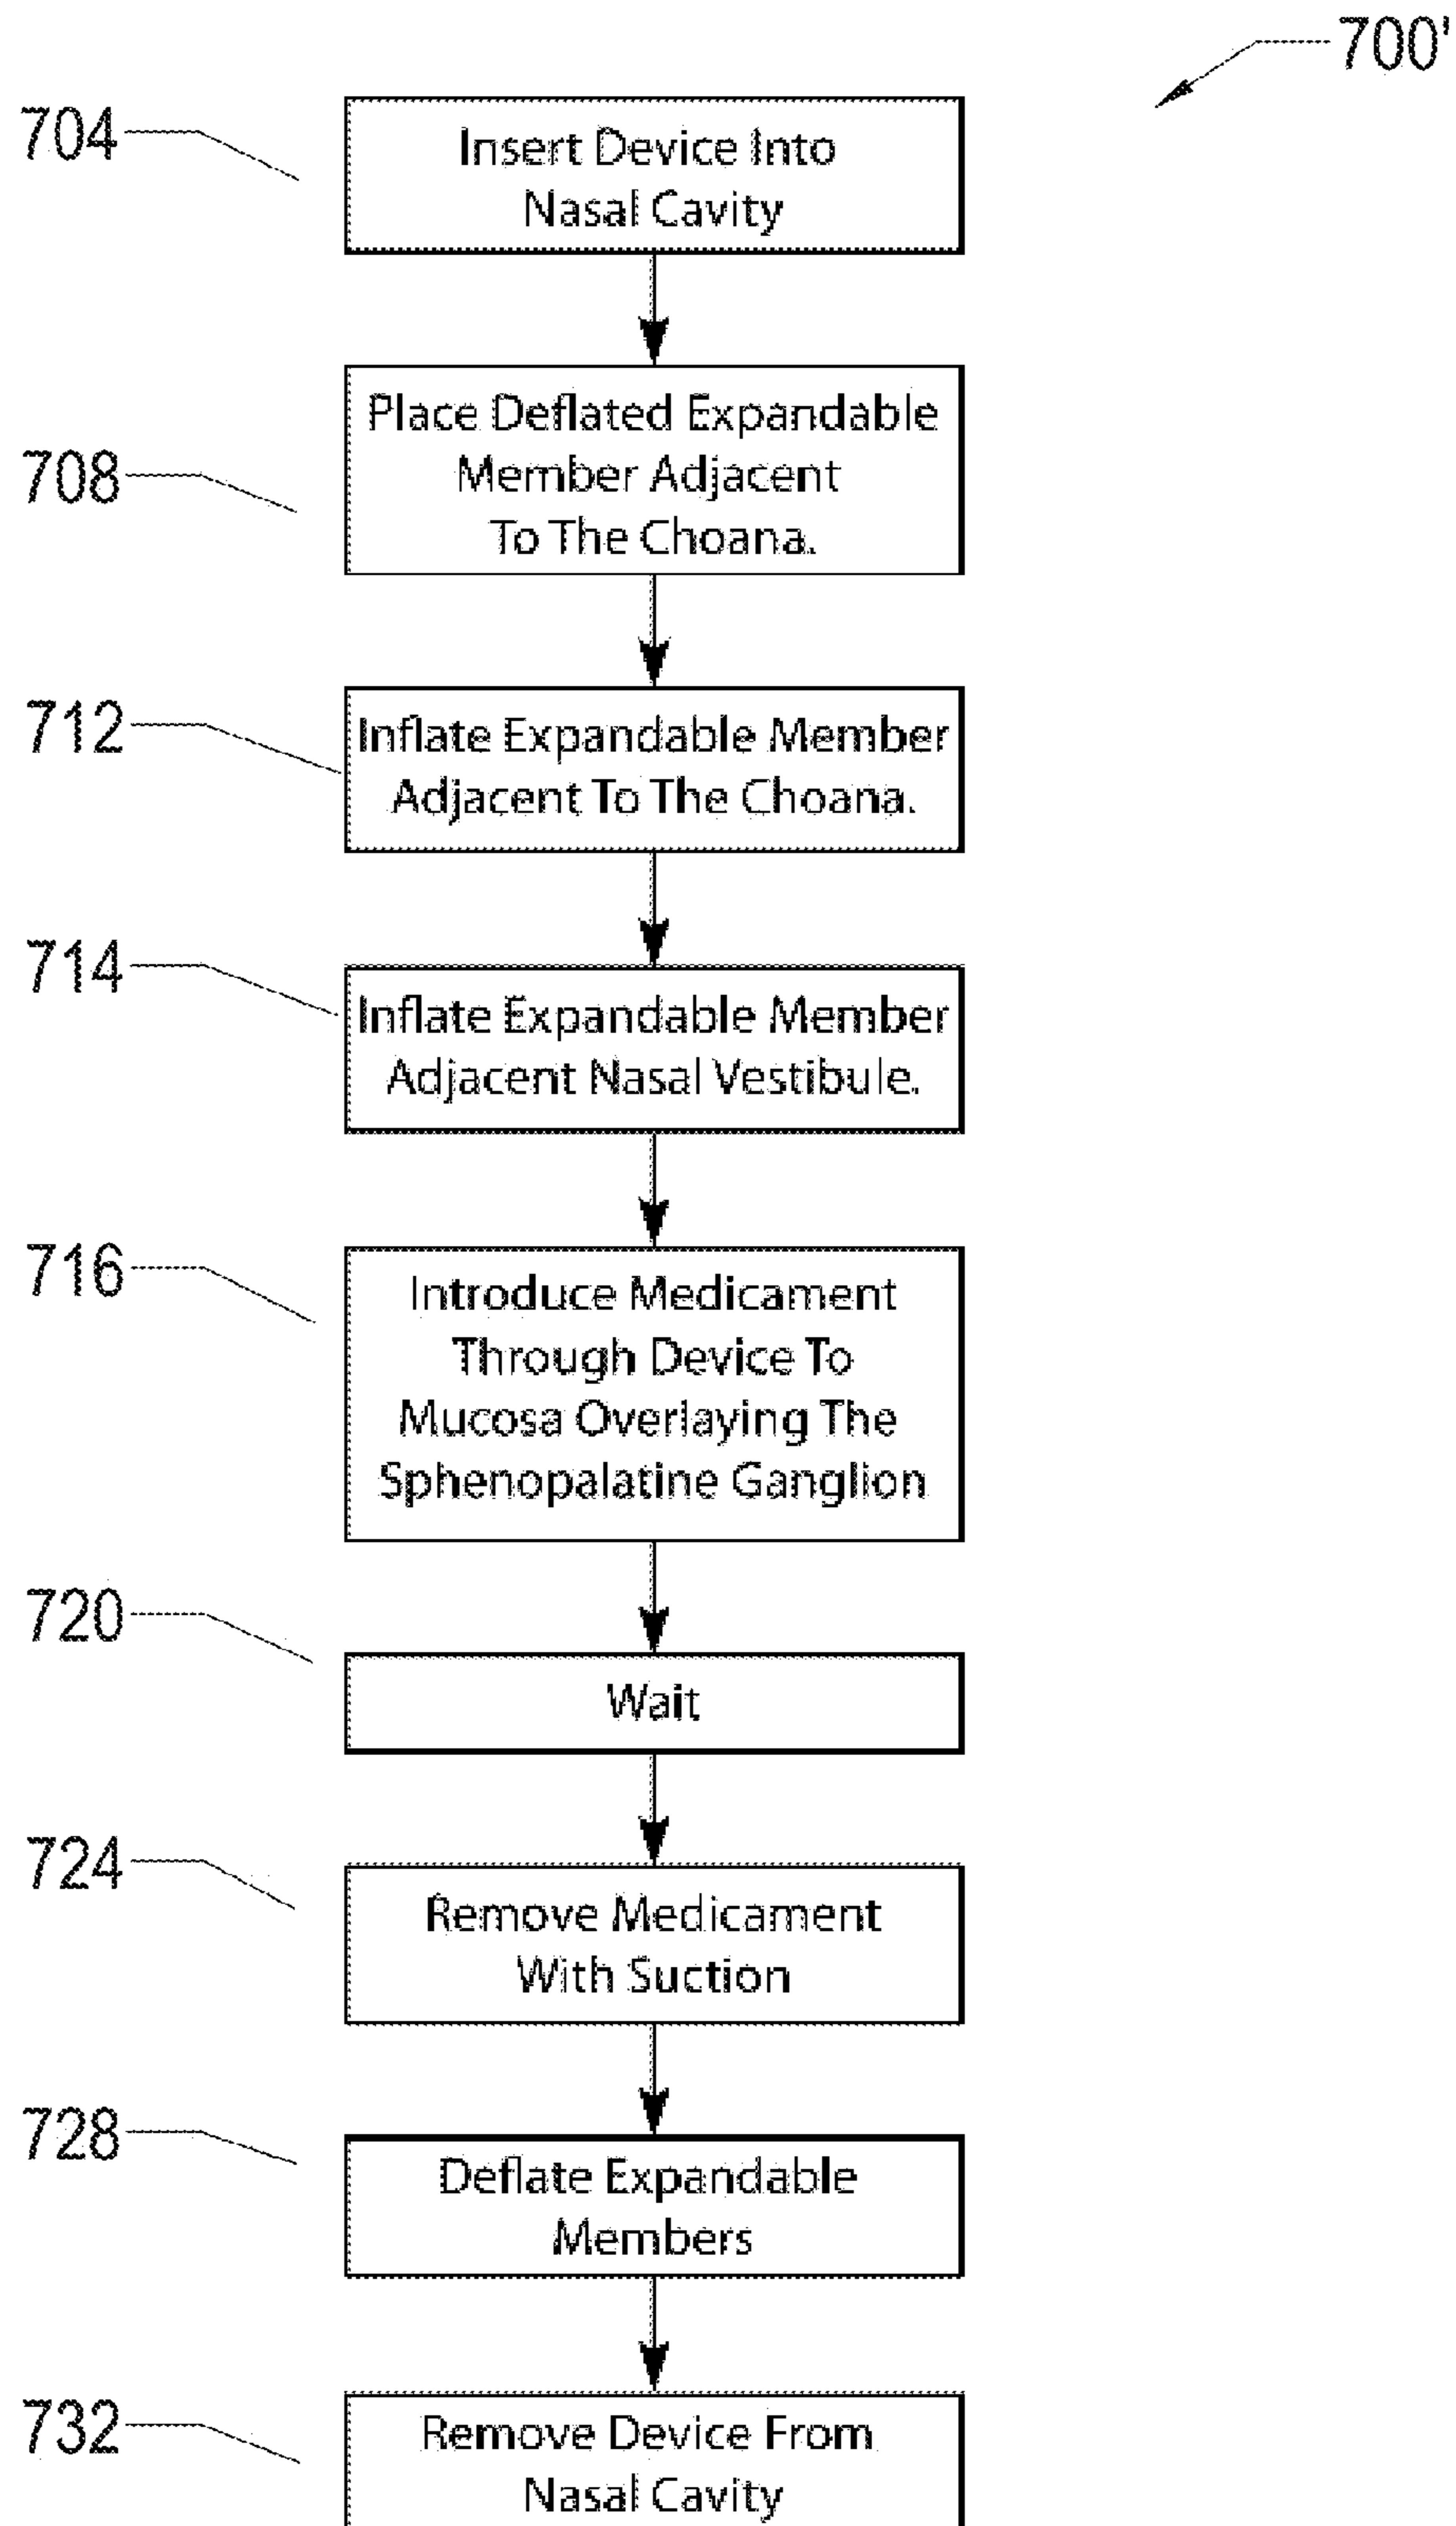 700'
704
Insert Device Into
Nasal Cavity
708
Place Deflated Expandable
Member Adjacent
To The Choana.
712
Inflate Expandable Member
Adjacent To The Choana.
714
Inflate Expandable Member
Adjacent Nasal Vestibule.
716
Introduce Medicament
Through Device To
Mucosa Overlaying The
Sphenopalatine Ganglion
720
Wait
724
Remove Medicament
With Suction
728
Deflate Expandable
Members
732
Remove Device From
Nasal Cavity